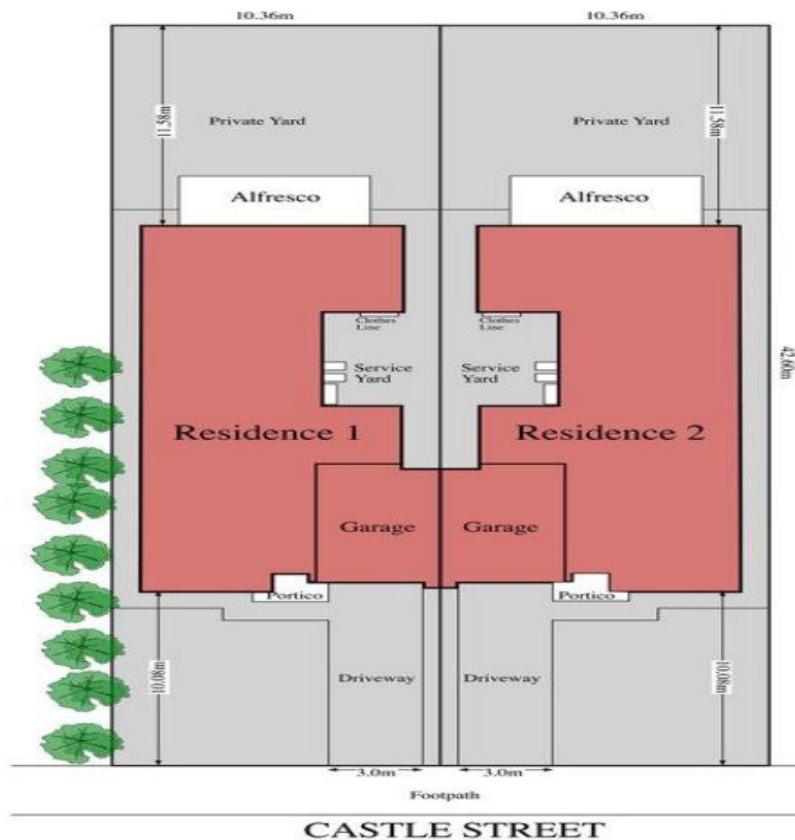 10.36m 10.36m
11.58m 11.58m
Private Yard Private Yard
Alfresco Alfresco
Clothes Clothes
Line Line
42.60m
Service Service
Yard Yard
Residence 1 Residence 2
Garage Garage
Portico Portico
10.08m 10.08m
Driveway Driveway
3.0m 3.0m
Footpath
CASTLE STREET